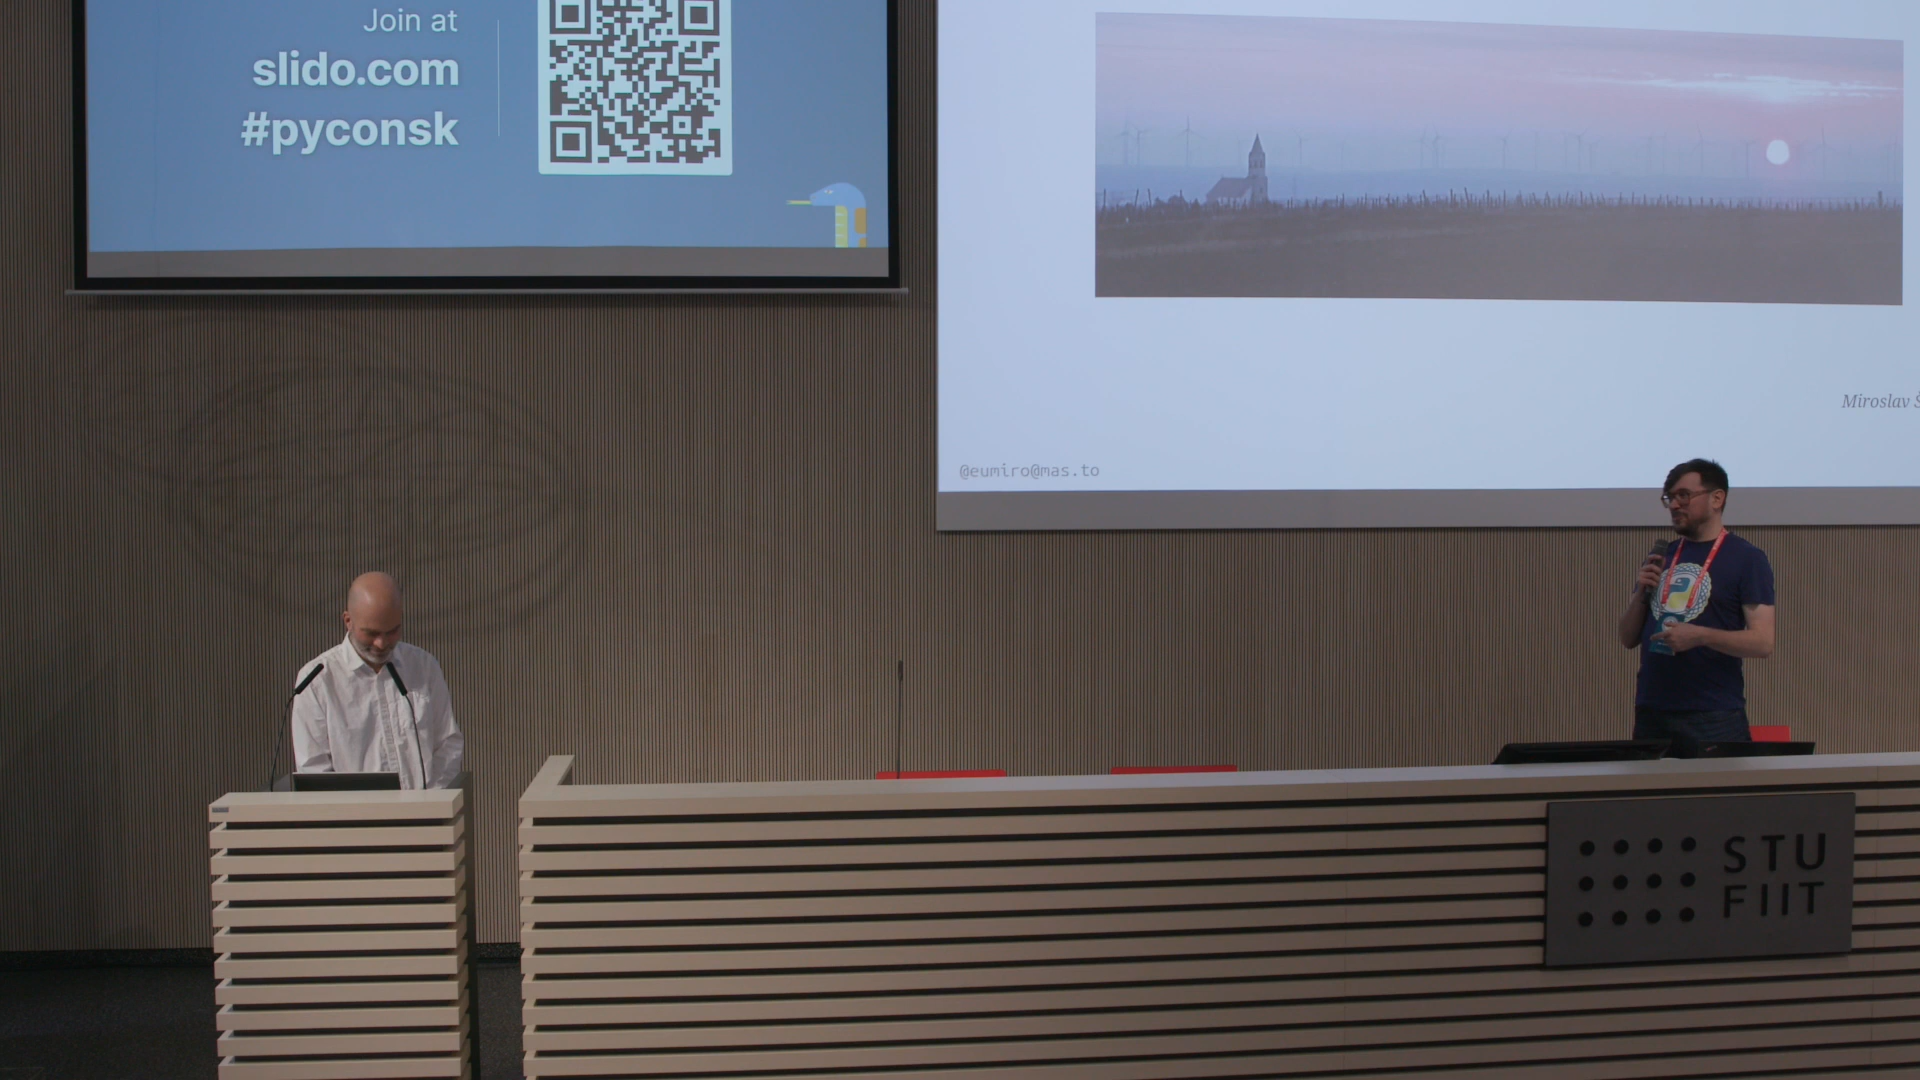 Join at
slido.com
#pyconsk
Miroslav Š
@eumiro@mas.to
STU
FIIT